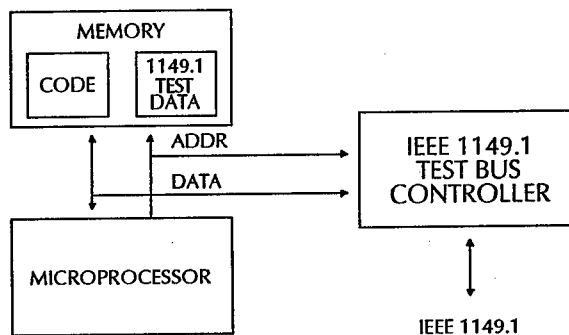 MEMORY
CODE
1149.1
TEST
DATA
ADDR
DATA
IEEE 1149.1
TEST BUS
CONTROLLER
MICROPROCESSOR
IEEE 1149.1